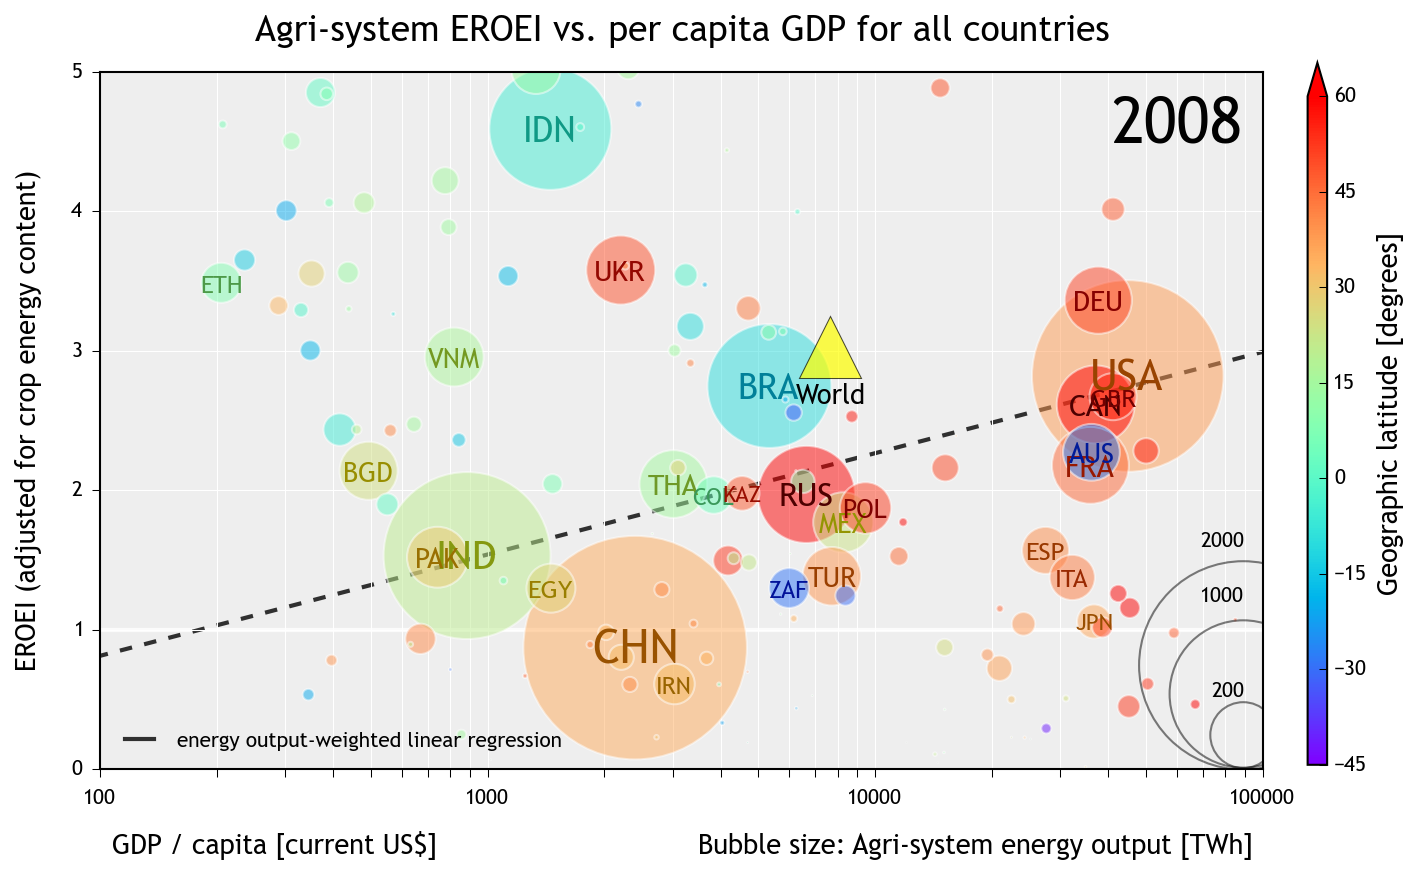 Agri-system EROEI vs. per capita GDP for all countries
2008
EROEI (adjusted for crop energy content)
5
4
3
2
1
0
IDN
UKR
ETH
DEU
VNM
USA
BRA
World
GBR
CAN
AUS
FRA
BGD
THA
COL
KAZ
RUS
POL
MEX
PAK
IND
EGY
ZAF
TUR
ESP
ITA
JPN
CHN
IRN
2000
1000
200
energy output-weighted linear regression
100
1000
10000
100000
GDP / capita [current US$]
Bubble size: Agri-system energy output [TWh]
60
45
30
15
0
−15
−30
−45
Geographic latitude [degrees]